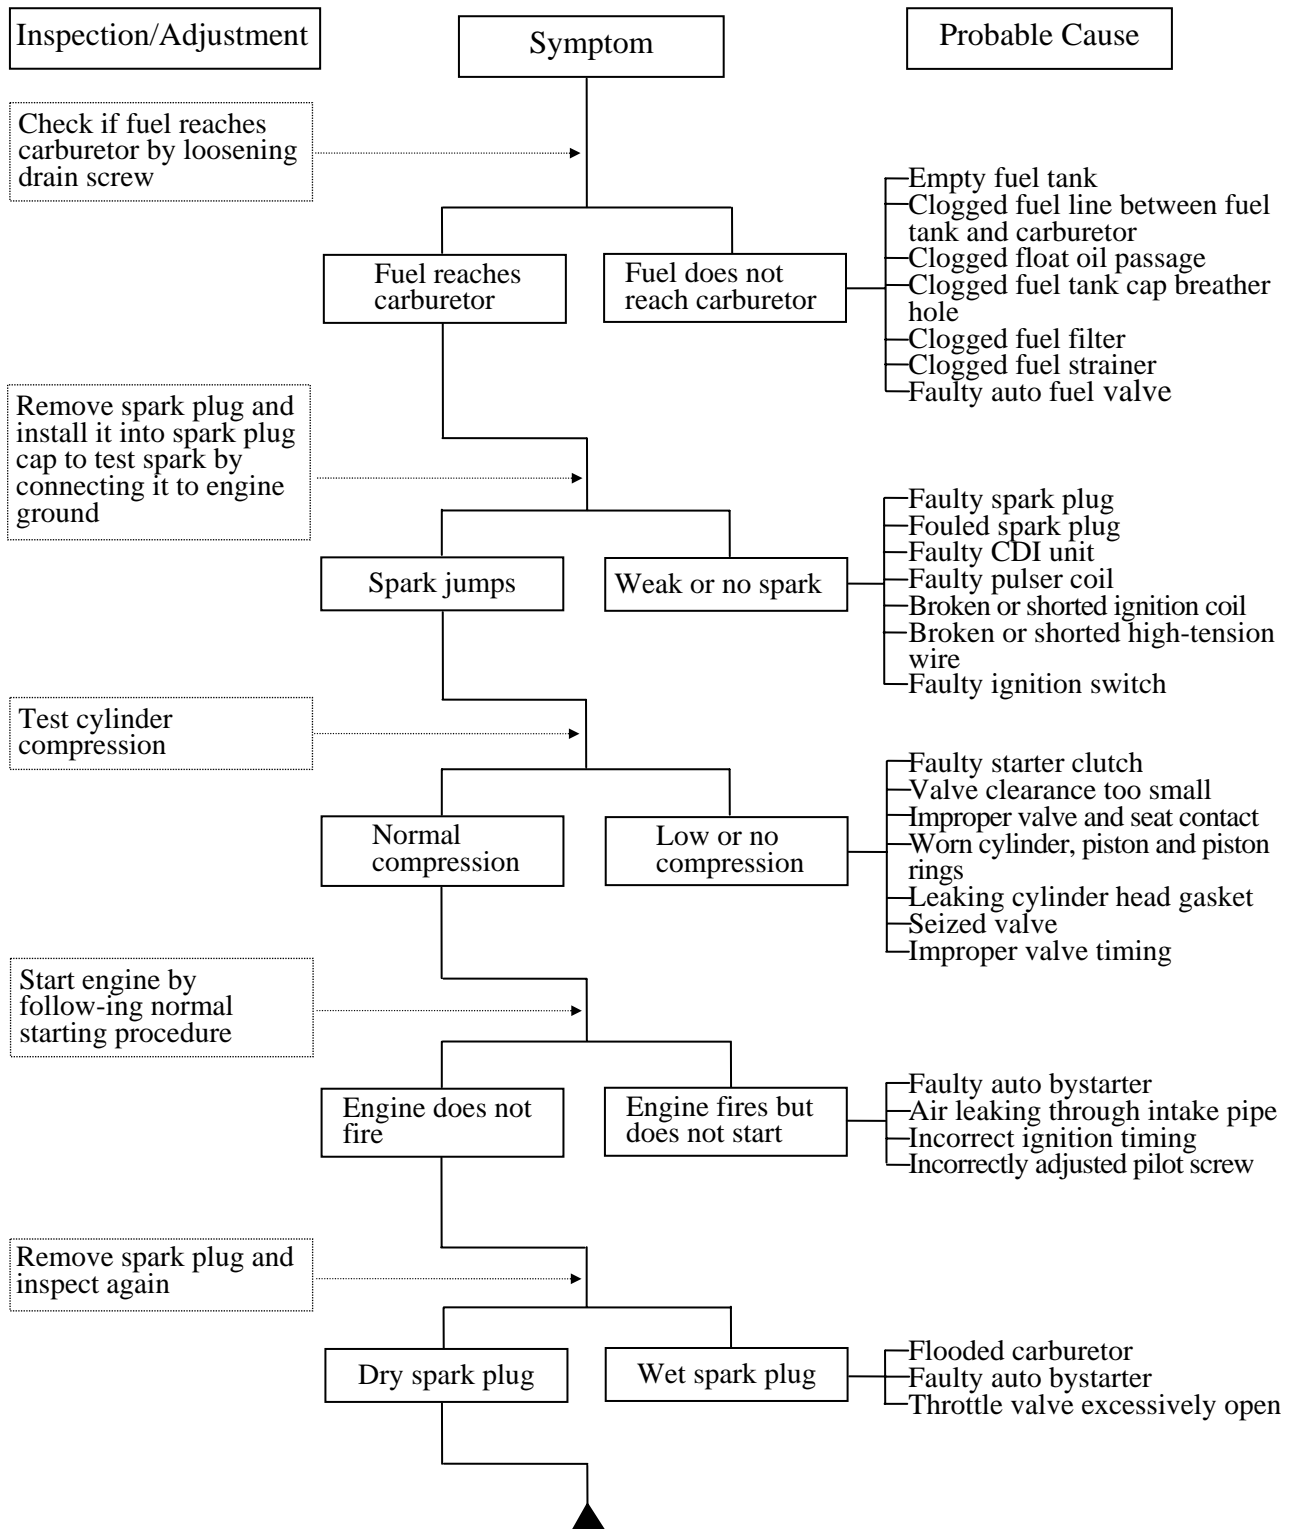 Inspection/Adjustment
Symptom
Probable Cause
Check if fuel reaches
carburetor by loosening
drain screw
Fuel reaches
carburetor
Fuel does not
reach carburetor
Empty fuel tank
Clogged fuel line between fuel
tank and carburetor
Clogged float oil passage
Clogged fuel tank cap breather
hole
Clogged fuel filter
Clogged fuel strainer
Faulty auto fuel valve
Remove spark plug and
install it into spark plug
cap to test spark by
connecting it to engine
ground
Spark jumps
Weak or no spark
Faulty spark plug
Fouled spark plug
Faulty CDI unit
Faulty pulser coil
Broken or shorted ignition coil
Broken or shorted high-tension
wire
Faulty ignition switch
Test cylinder
compression
Normal
compression
Low or no
compression
Faulty starter clutch
Valve clearance too small
Improper valve and seat contact
Worn cylinder, piston and piston
rings
Leaking cylinder head gasket
Seized valve
Improper valve timing
Start engine by
follow-ing normal
starting procedure
Engine does not
fire
Engine fires but
does not start
Faulty auto bystarter
Air leaking through intake pipe
Incorrect ignition timing
Incorrectly adjusted pilot screw
Remove spark plug and
inspect again
Dry spark plug
Wet spark plug
Flooded carburetor
Faulty auto bystarter
Throttle valve excessively open